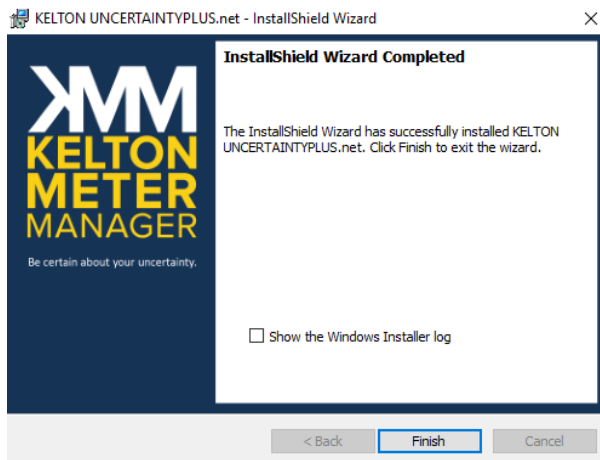 KELTON UNCERTAINTYPLUS.net - InstallShield Wizard
InstallShield Wizard Completed
The InstallShield Wizard has successfully installed KELTON
UNCERTAINTYPLUS.net. Click Finish to exit the wizard.
KMM
KELTON
METER
MANAGER
Be certain about your uncertainty.
Show the Windows Installer log
< Back
Finish
Cancel